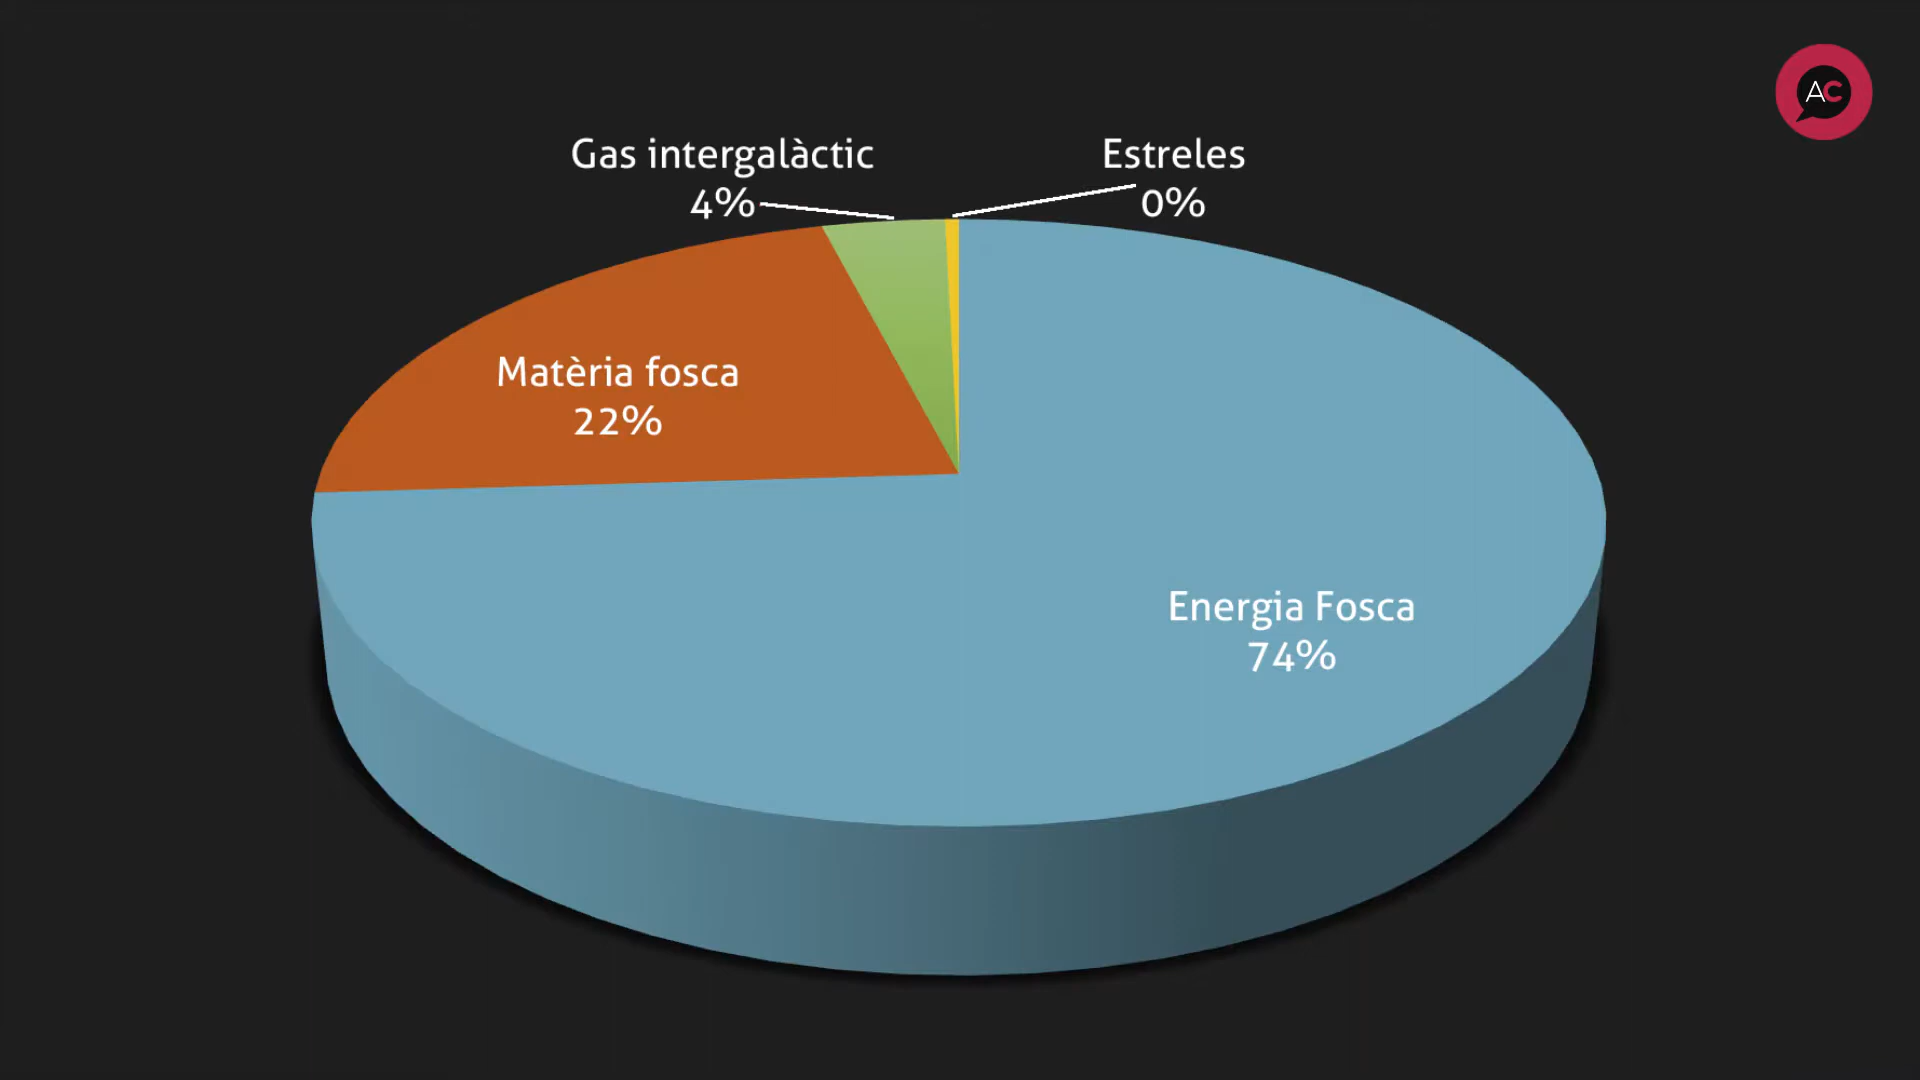 AC
Gas intergalàctic
4%
Estreles
0%
Matèria fosca
22%
Energia Fosca
74%